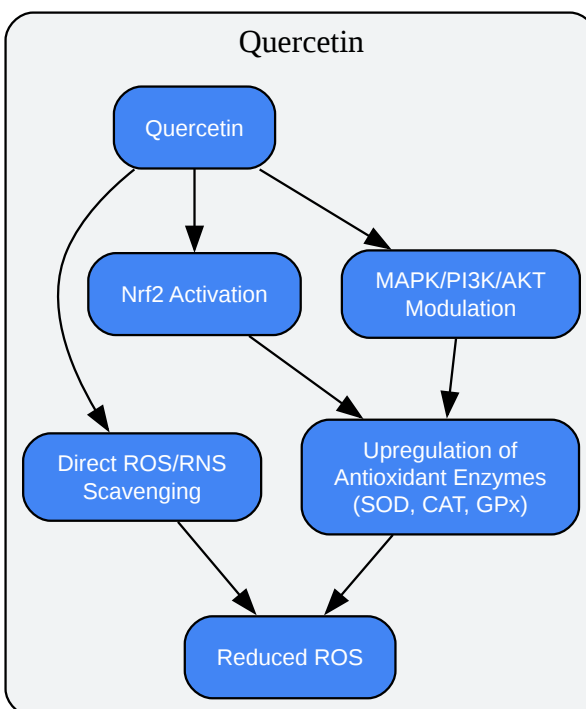 Quercetin
Quercetin
Nrf2 Activation
MAPK/PI3K/AKT
Modulation
Direct ROS/RNS
Scavenging
Upregulation of
Antioxidant Enzymes
(SOD, CAT, GPx)
Reduced ROS